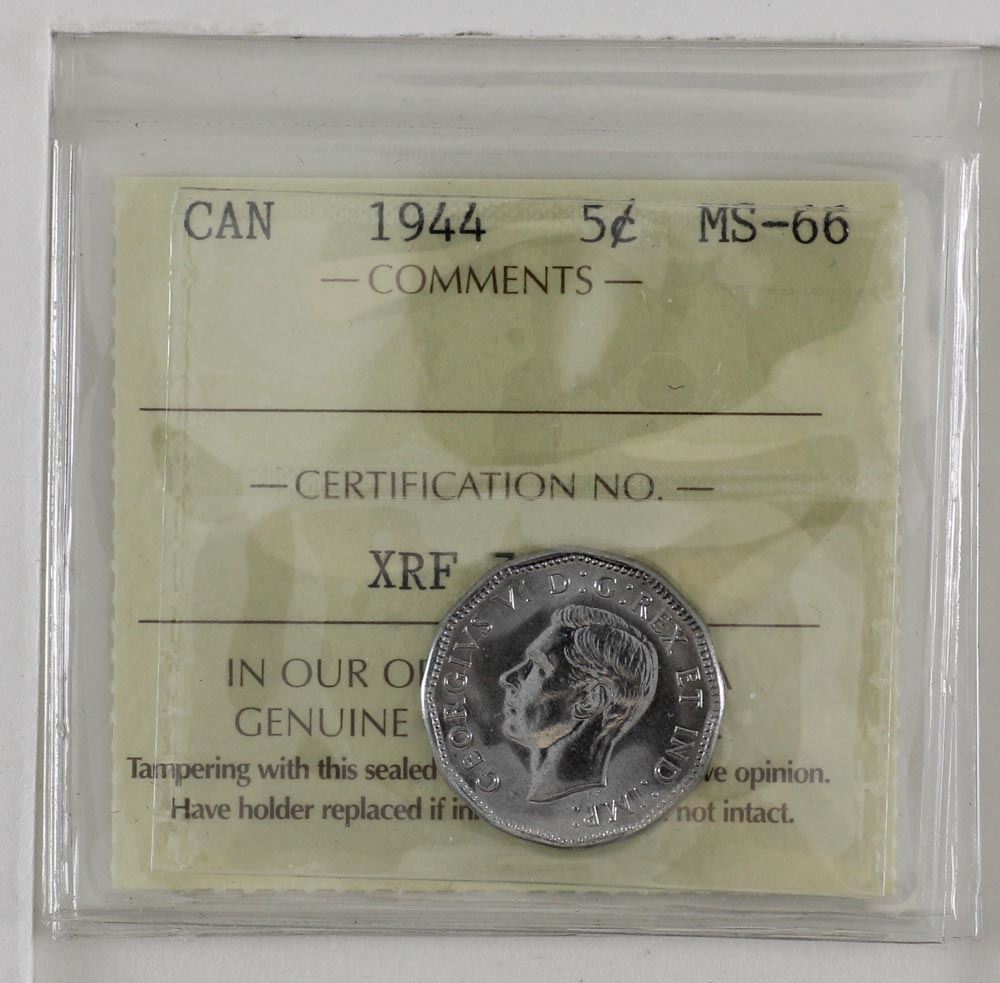 CAN 1944 5¢ MS-66
— COMMENTS —
— CERTIFICATION NO. —
XRF
IN OUR
GENUINE
Tampering with this sealed opinion.
Have holder replaced if not intact.
GEORGIVS VI D:G:REX ET IND:IMP: